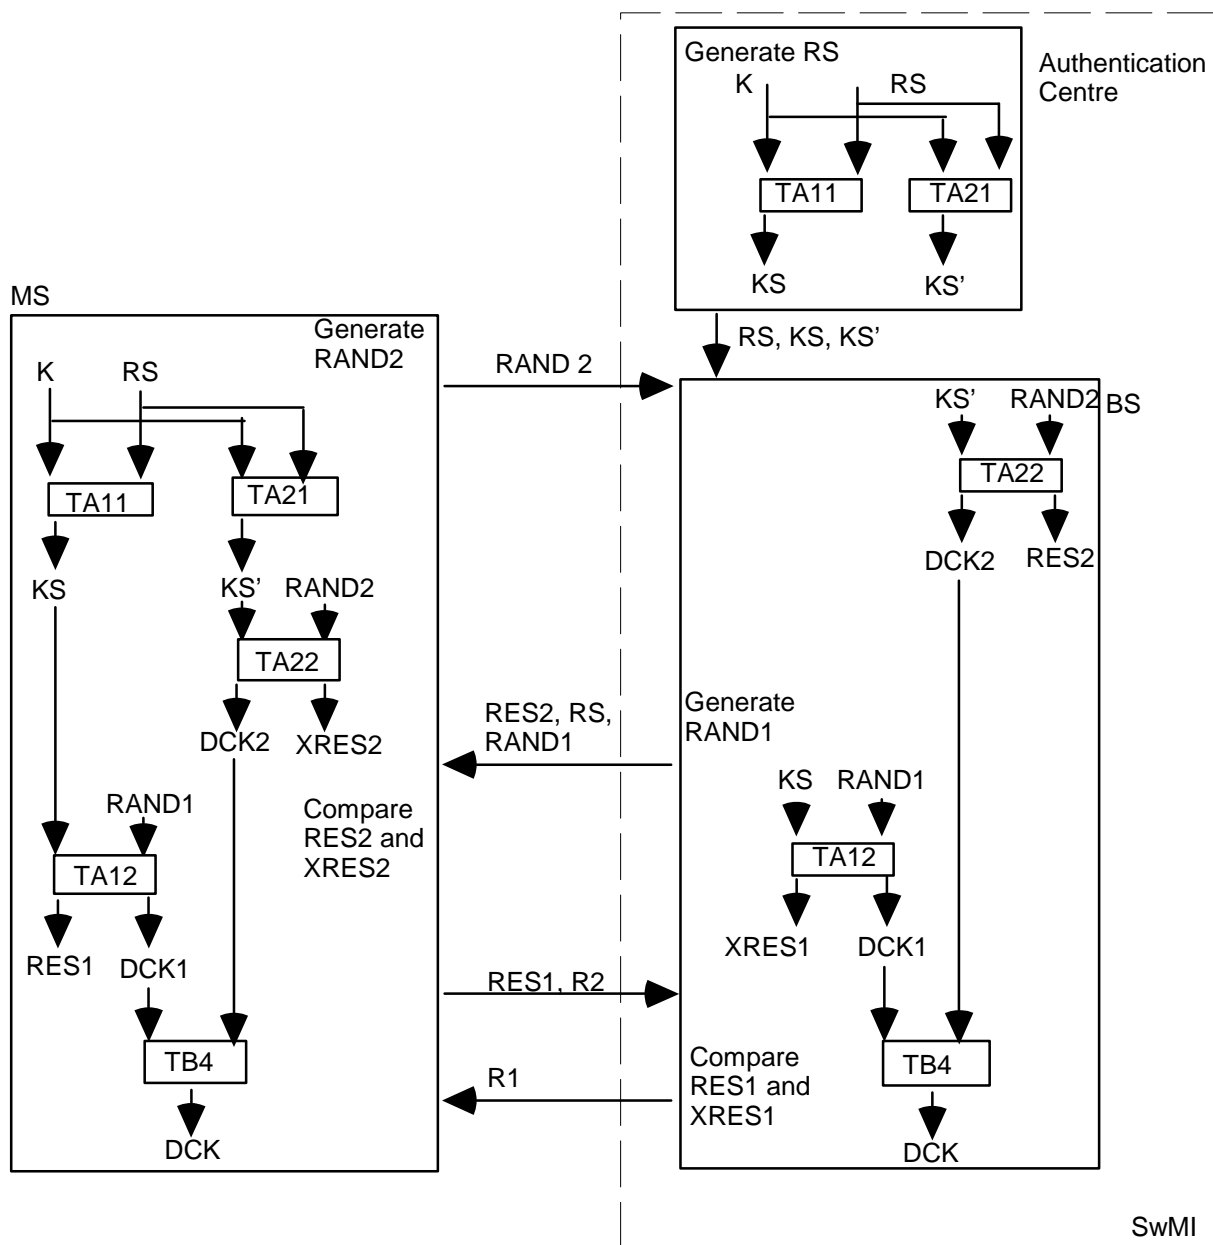 Generate RS
K
RS
Authentication
Centre
TA11
TA21
KS
KS’
RS, KS, KS’
MS
Generate
RAND2
K
RS
TA11
TA21
KS
KS’
RAND2
TA22
DCK2
XRES2
RAND1
Compare
RES2 and
XRES2
TA12
RES1
DCK1
TB4
DCK
RAND 2
RES2, RS,
RAND1
RES1, R2
R1
BS
KS’
RAND2
TA22
DCK2
RES2
Generate
RAND1
KS
RAND1
TA12
XRES1
DCK1
Compare
RES1 and
XRES1
TB4
DCK
SwMI